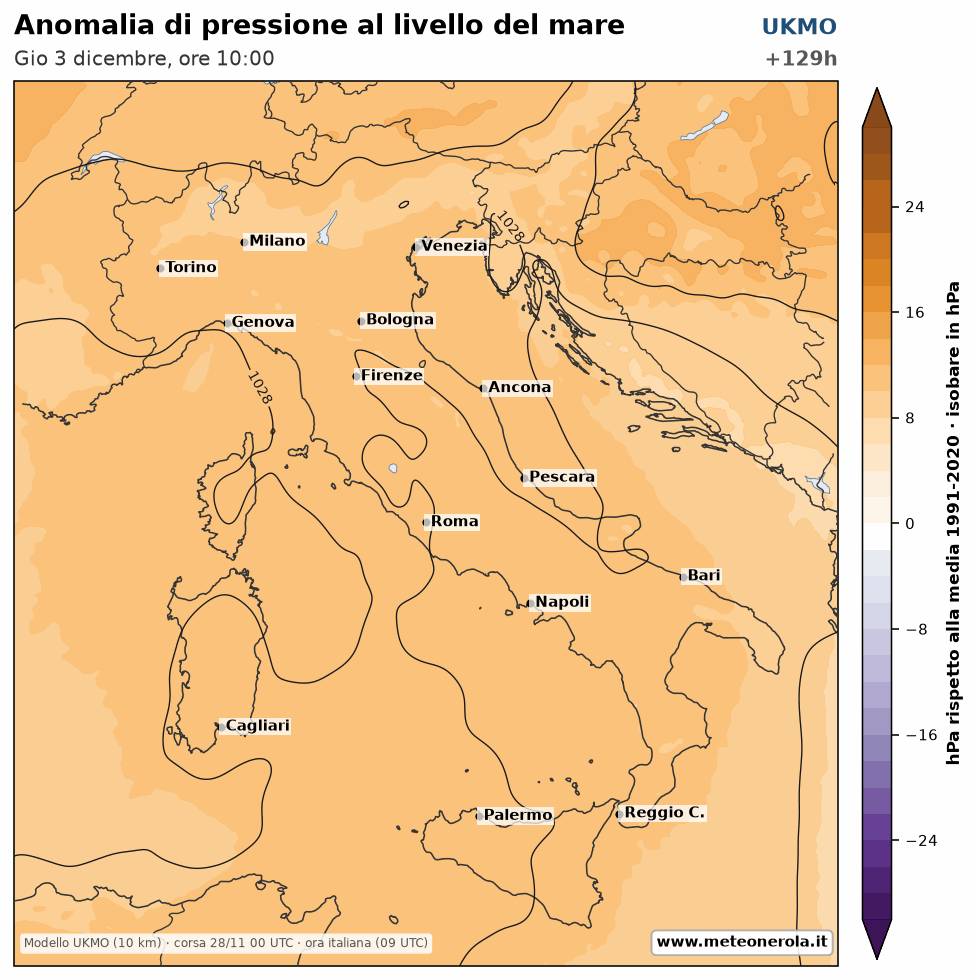 Anomalia di pressione al livello del mare
UKMO
Gio 3 dicembre, ore 10:00
+129h
1028
Milano
Venezia
Torino
Genova
Bologna
Firenze
1028
Ancona
Pescara
Roma
Bari
Napoli
Cagliari
Palermo
Reggio C.
24
16
8
0
−8
−16
−24
hPa rispetto alla media 1991-2020 · isobare in hPa
Modello UKMO (10 km) · corsa 28/11 00 UTC · ora italiana (09 UTC)
www.meteonerola.it